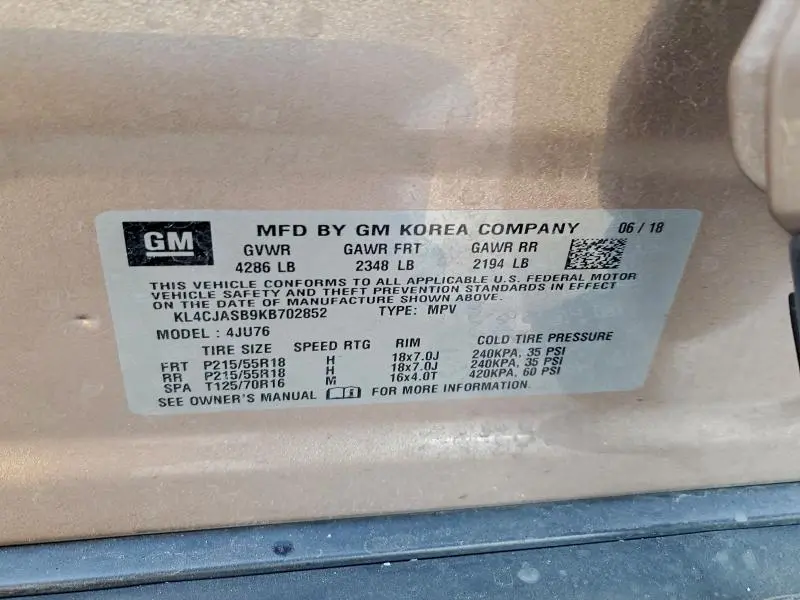 GM MFD BY GM KOREA COMPANY 06 / 18
GVWR GAWR FRT GAWR RR
4286 LB 2348 LB 2194 LB
THIS VEHICLE CONFORMS TO ALL APPLICABLE U.S. FEDERAL MOTOR
VEHICLE SAFETY AND THEFT PREVENTION STANDARDS IN EFFECT
ON THE DATE OF MANUFACTURE SHOWN ABOVE.
KL4CJASB9KB702852 TYPE: MPV
MODEL : 4JU76
TIRE SIZE SPEED RTG RIM COLD TIRE PRESSURE
FRT P215/55R18 H 18x7.0J 240KPA, 35 PSI
RR P215/55R18 H 18x7.0J 240KPA, 35 PSI
SPA T125/70R16 M 16x4.0T 420KPA, 60 PSI
SEE OWNER'S MANUAL FOR MORE INFORMATION.